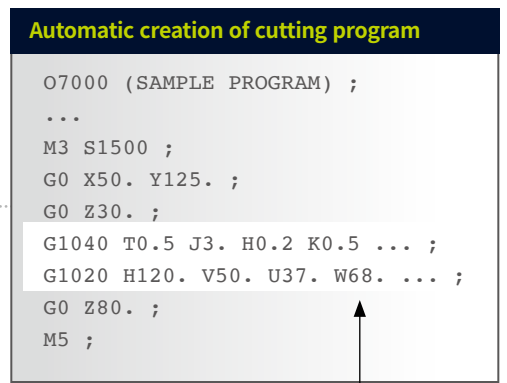 Automatic creation of cutting program
O7000 (SAMPLE PROGRAM) ;
...
M3 S1500 ;
G0 X50. Y125. ;
G0 Z30. ;
G1040 T0.5 J3. H0.2 K0.5 ... ;
G1020 H120. V50. U37. W68. ... ;
G0 Z80. ;
M5 ;